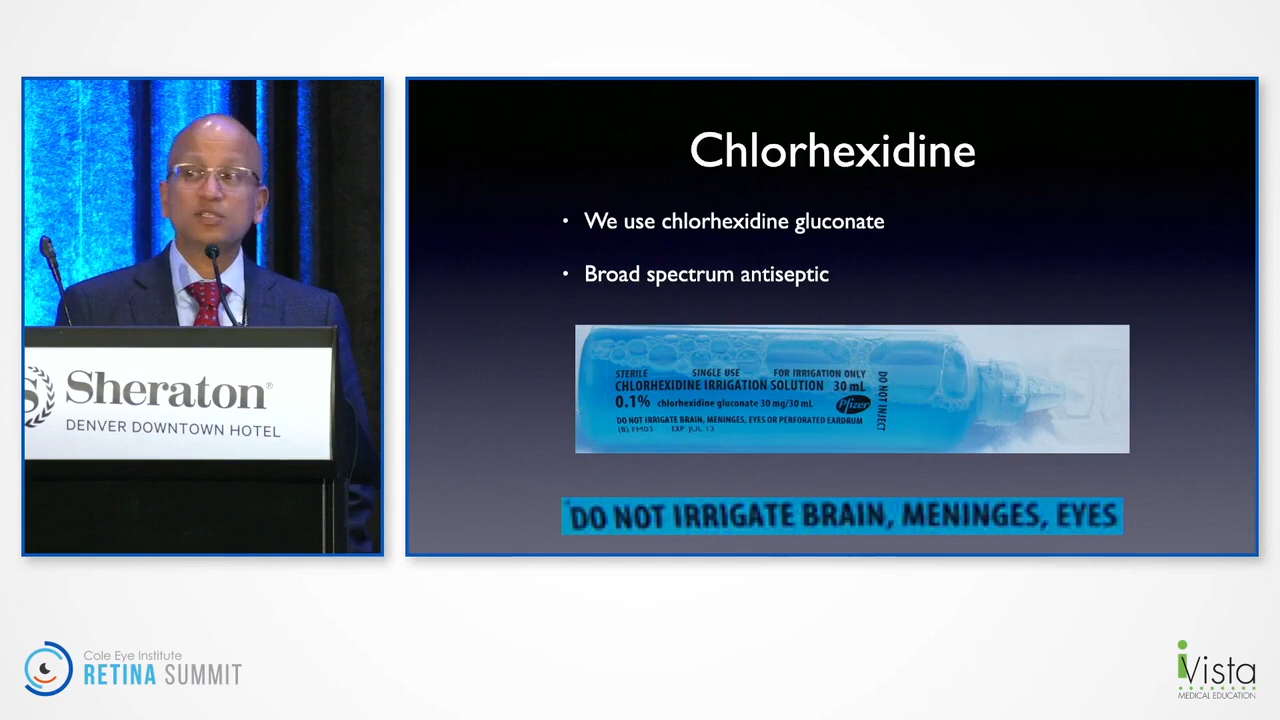 Chlorhexidine
• We use chlorhexidine gluconate
• Broad spectrum antiseptic
STERILE SINGLE USE FOR IRRIGATION ONLY
CHLORHEXIDINE IRRIGATION SOLUTION 30 mL
0.1% chlorhexidine gluconate 30 mg/30 mL
Pfizer
DO NOT IRRIGATE BRAIN, MENINGES, EYES OR PERFORATED EARDRUM
(B) FM03 EXP JUL 13
DO NOT INJECT
DO NOT IRRIGATE BRAIN, MENINGES, EYES
S Sheraton®
DENVER DOWNTOWN HOTEL
Cole Eye Institute
RETINA SUMMIT
iVista
MEDICAL EDUCATION